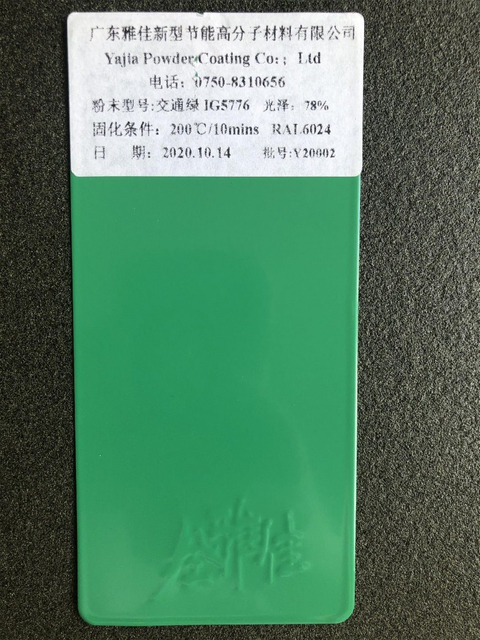 广东雅佳新型节能高分子材料有限公司
Yajia Powder Coating Co:; Ltd
电话：0750-8310656
粉末型号:交通绿 IG5776 光泽：78%
固化条件：200℃/10mins RAL6024
日 期：2020.10.14 批号:Y20002
雅佳